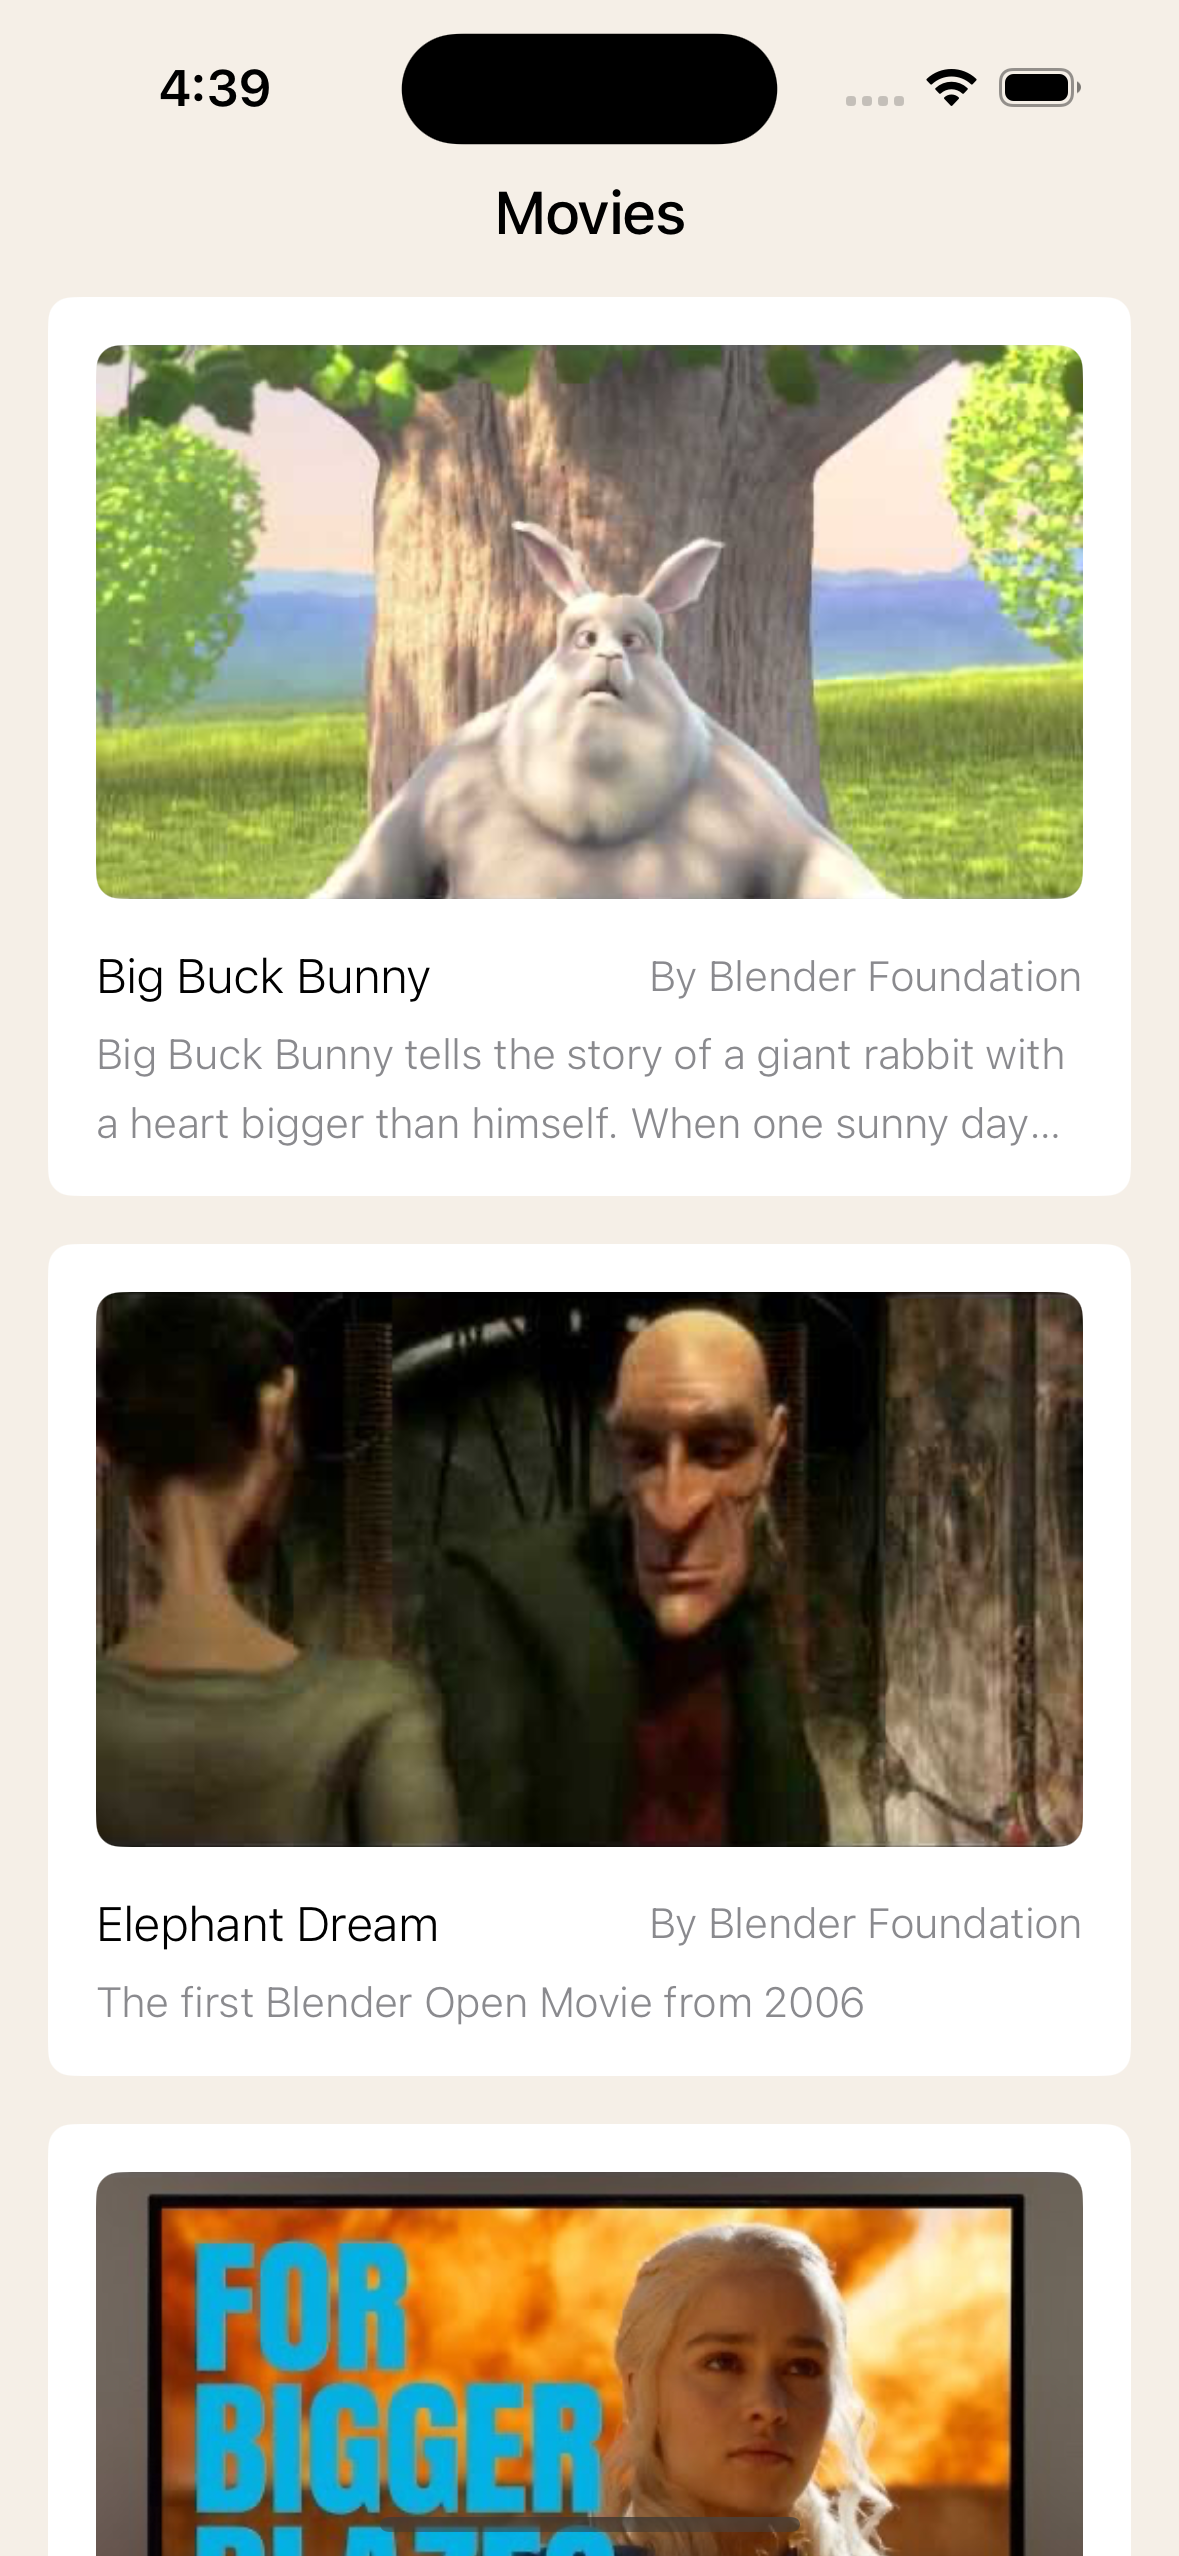 4:39
Movies
Big Buck Bunny
By Blender Foundation
Big Buck Bunny tells the story of a giant rabbit with
a heart bigger than himself. When one sunny day...
Elephant Dream
By Blender Foundation
The first Blender Open Movie from 2006
FOR
BIGGER